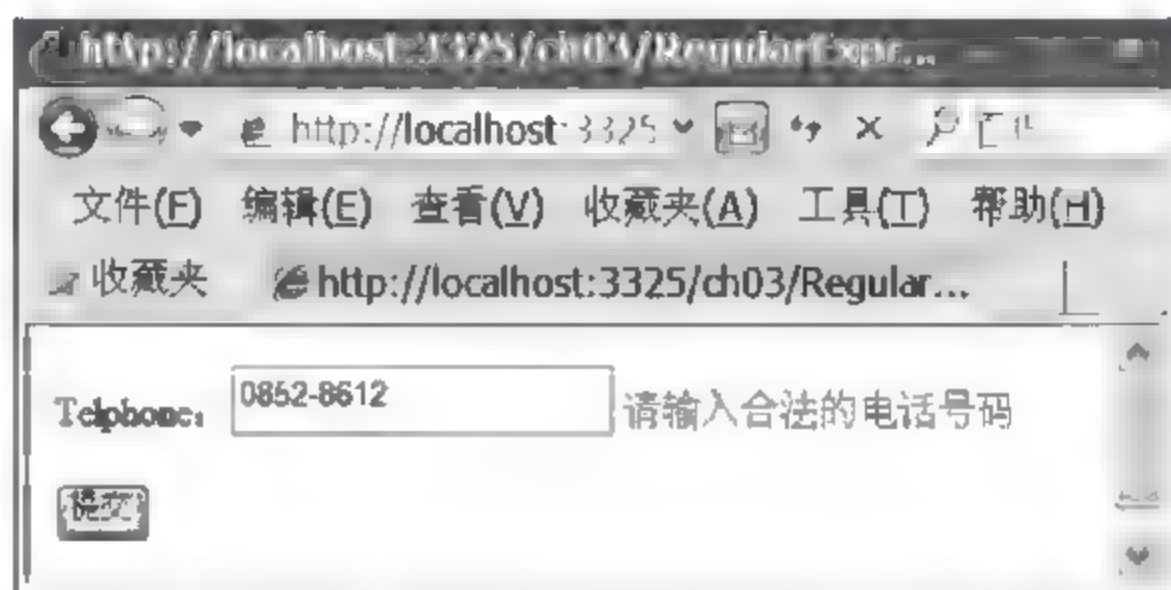 http://localhost:3325/ch03/RegularExpr...
http://localhost:3325
文件(F) 编辑(E) 查看(V) 收藏夹(A) 工具(T) 帮助(H)
收藏夹 http://localhost:3325/ch03/Regular...
Telphone: 0852-8612 请输入合法的电话号码
提交